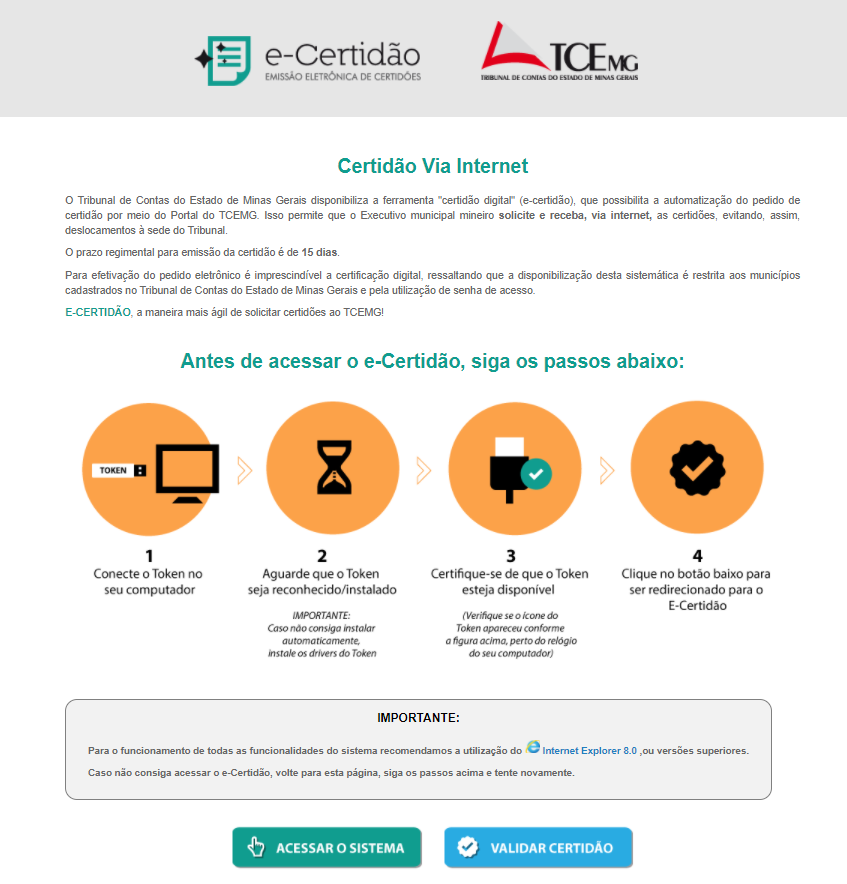 e-Certidão
EMISSÃO ELETRÔNICA DE CERTIDÕES
TCEMG
TRIBUNAL DE CONTAS DO ESTADO DE MINAS GERAIS
Certidão Via Internet
O Tribunal de Contas do Estado de Minas Gerais disponibiliza a ferramenta "certidão digital" (e-certidão), que possibilita a automatização do pedido de
certidão por meio do Portal do TCEMG. Isso permite que o Executivo municipal mineiro solicite e receba, via internet, as certidões, evitando, assim,
deslocamentos à sede do Tribunal.
O prazo regimental para emissão da certidão é de 15 dias.
Para efetivação do pedido eletrônico é imprescindível a certificação digital, ressaltando que a disponibilização desta sistemática é restrita aos municípios
cadastrados no Tribunal de Contas do Estado de Minas Gerais e pela utilização de senha de acesso.
E-CERTIDÃO, a maneira mais ágil de solicitar certidões ao TCEMG!
Antes de acessar o e-Certidão, siga os passos abaixo:
TOKEN
1
Conecte o Token no
seu computador
2
Aguarde que o Token
seja reconhecido/instalado
IMPORTANTE:
Caso não consiga instalar
automaticamente,
instale os drivers do Token
3
Certifique-se de que o Token
esteja disponível
(Verifique se o ícone do
Token apareceu conforme
a figura acima, perto do relógio
do seu computador)
4
Clique no botão baixo para
ser redirecionado para o
E-Certidão
IMPORTANTE:
Para o funcionamento de todas as funcionalidades do sistema recomendamos a utilização do Internet Explorer 8.0 ,ou versões superiores.
Caso não consiga acessar o e-Certidão, volte para esta página, siga os passos acima e tente novamente.
ACESSAR O SISTEMA
VALIDAR CERTIDÃO